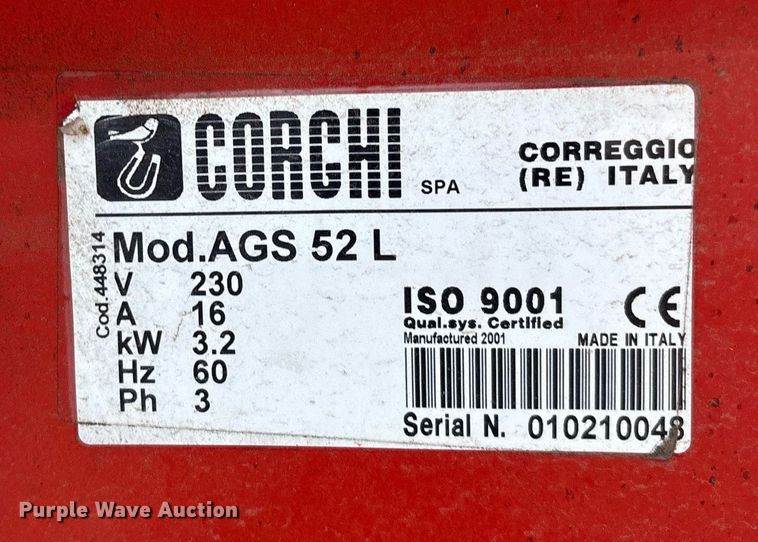 CORGHI SPA
CORREGGIO
(RE) ITALY
Cod.448314
Mod.AGS 52 L
V 230
A 16
kW 3.2
Hz 60
Ph 3
ISO 9001
Qual.sys. Certified
Manufactured 2001
CE
MADE IN ITALY
Serial N. 010210048
Purple Wave Auction